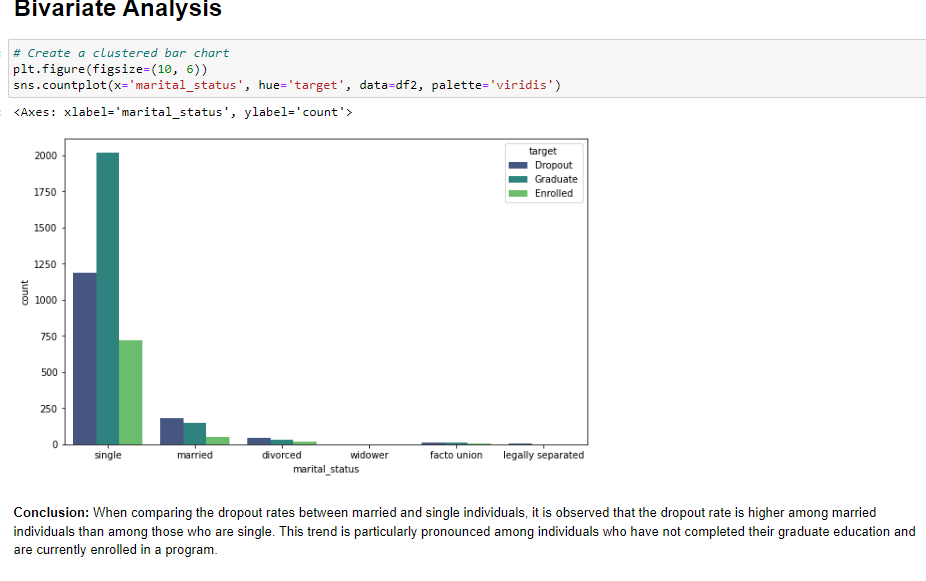 Bivariate Analysis
# Create a clustered bar chart
plt.figure(figsize=(10, 6))
sns.countplot(x='marital_status', hue='target', data=df2, palette='viridis')
<Axes: xlabel='marital_status', ylabel='count'>
target
Dropout
Graduate
Enrolled
2000
1750
1500
1250
1000
750
500
250
0
count
single married divorced widower facto union legally separated
marital_status
Conclusion: When comparing the dropout rates between married and single individuals, it is observed that the dropout rate is higher among married
individuals than among those who are single. This trend is particularly pronounced among individuals who have not completed their graduate education and
are currently enrolled in a program.